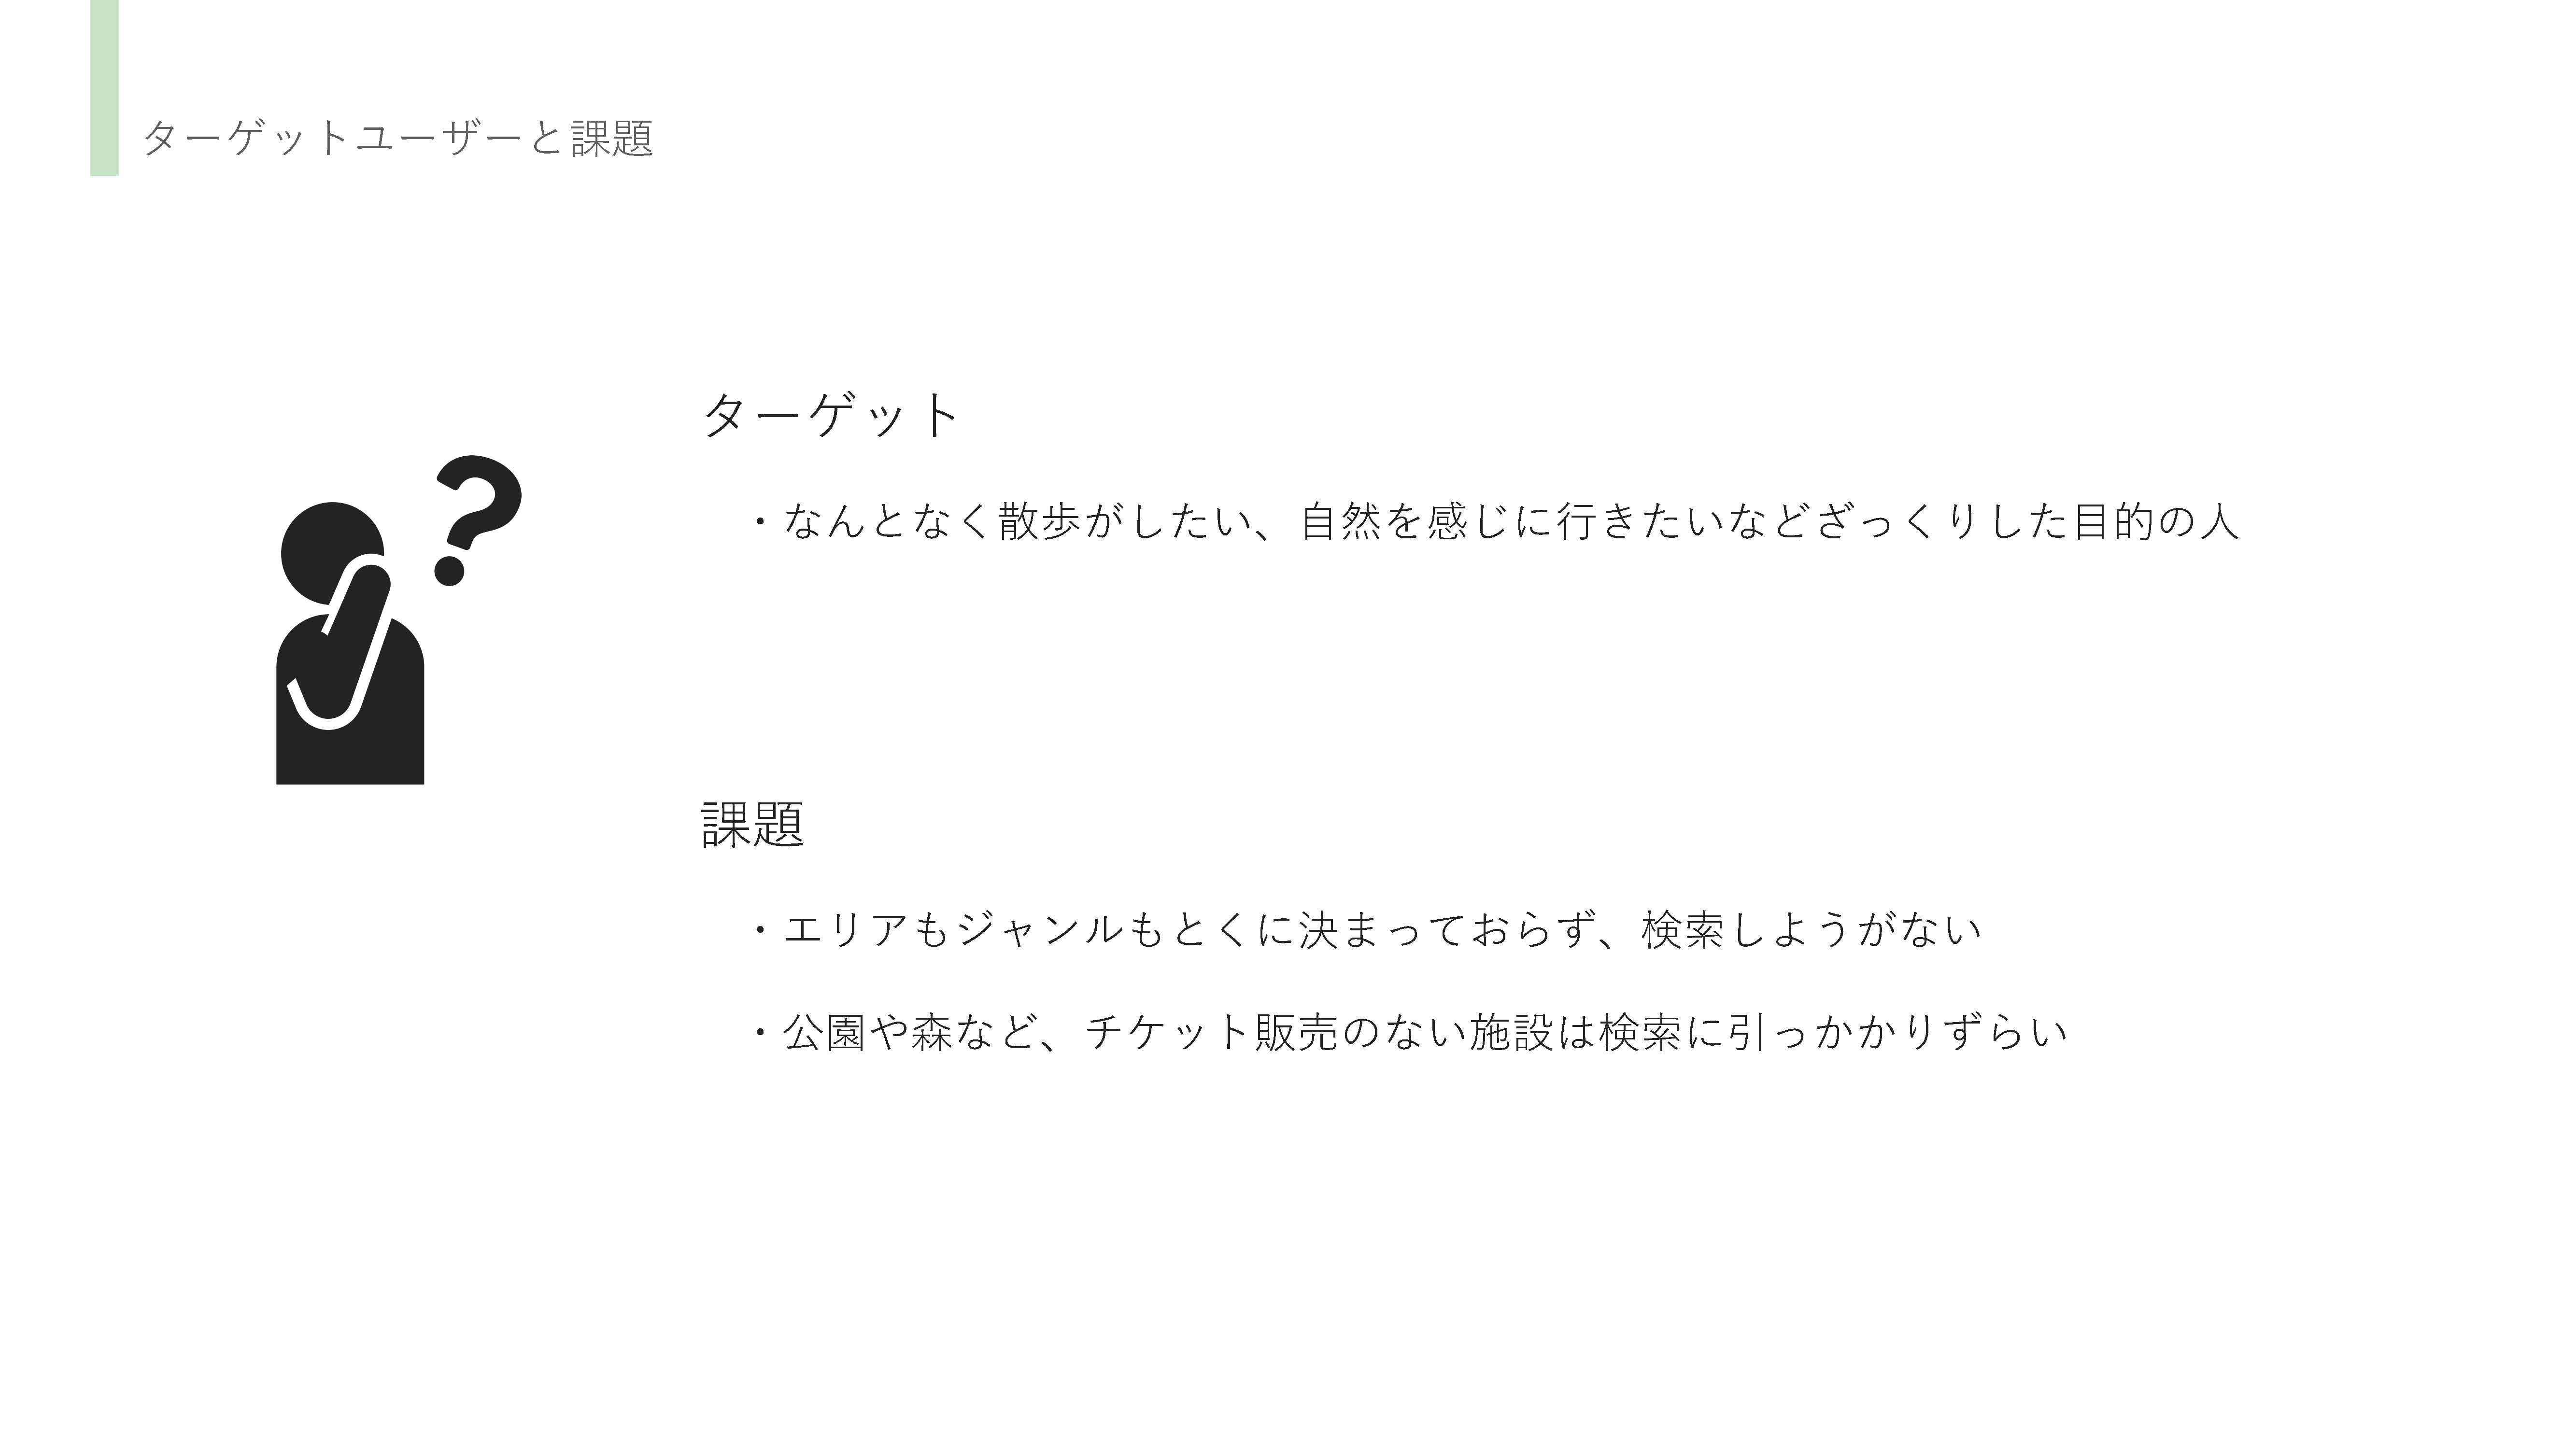 ターゲットユーザーと課題
ターゲット
・なんとなく散歩がしたい、自然を感じに行きたいなどざっくりした目的の人
課題
・エリアもジャンルもとくに決まっておらず、検索しようがない
・公園や森など、チケット販売のない施設は検索に引っかかりずらい